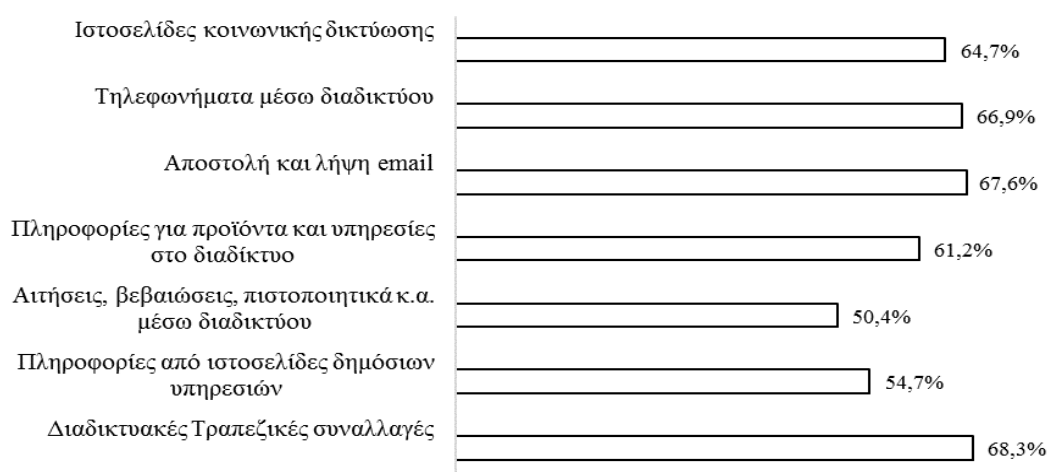 Ιστοσελίδες κοινωνικής δικτύωσης
64,7%
Τηλεφωνήματα μέσω διαδικτύου
66,9%
Αποστολή και λήψη email
67,6%
Πληροφορίες για προϊόντα και υπηρεσίες
στο διαδίκτυο
61,2%
Αιτήσεις, βεβαιώσεις, πιστοποιητικά κ.α.
μέσω διαδικτύου
50,4%
Πληροφορίες από ιστοσελίδες δημόσιων
υπηρεσιών
54,7%
Διαδικτυακές Τραπεζικές συναλλαγές
68,3%